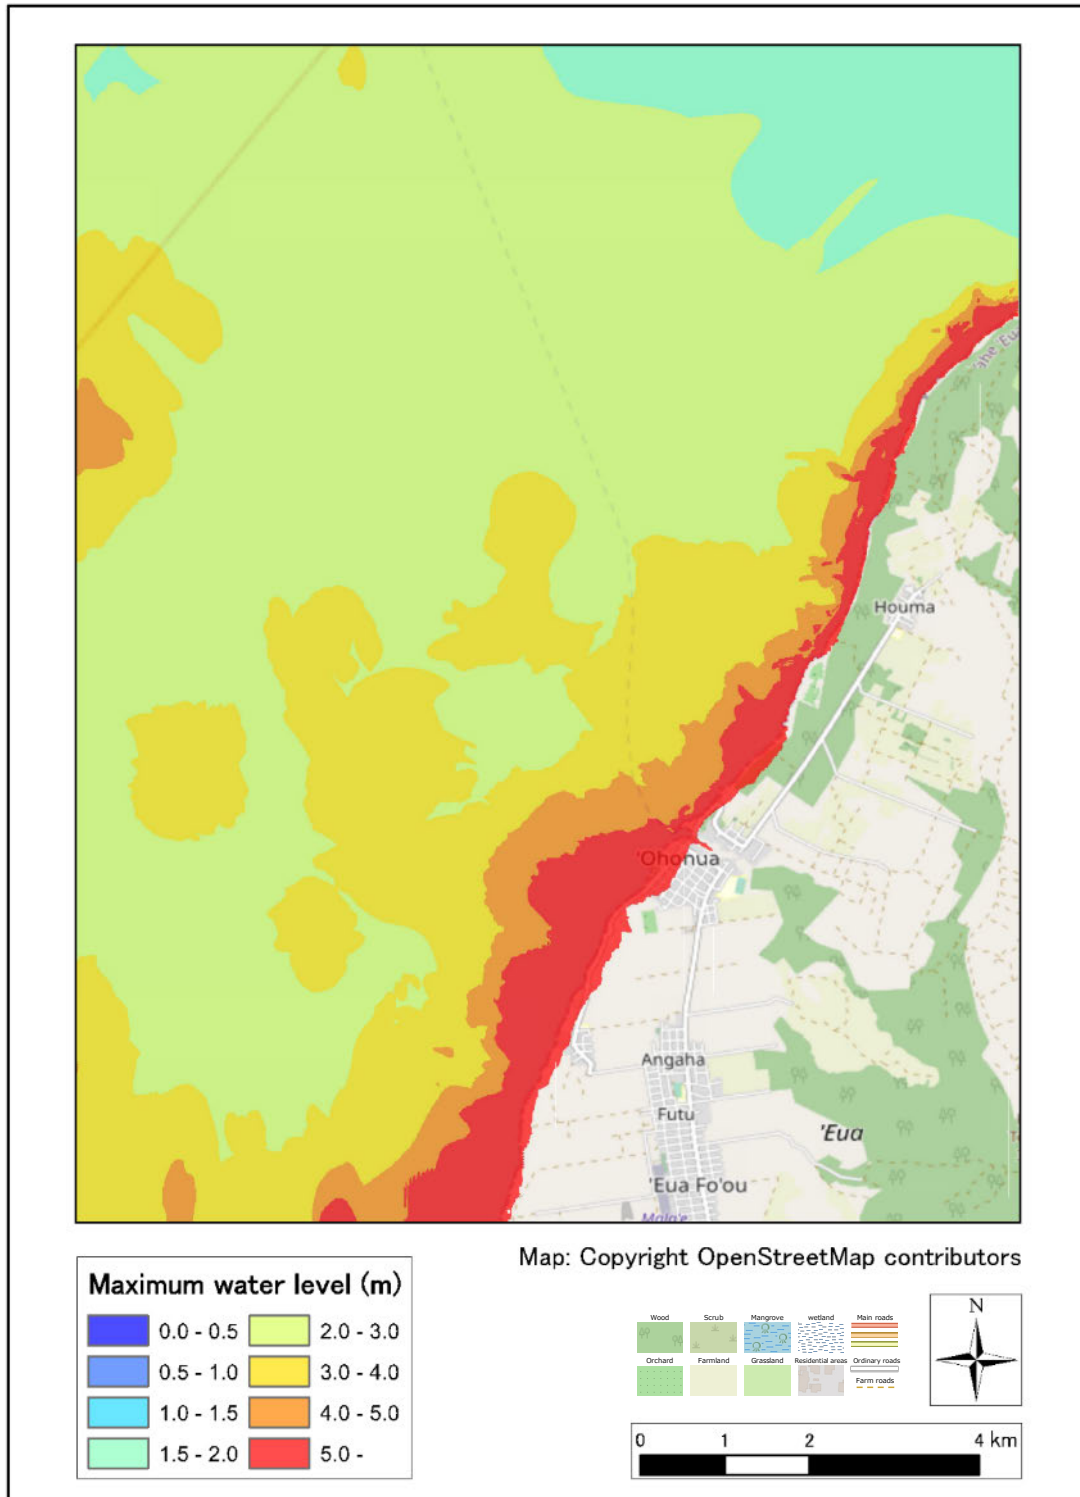 'ahe 'Eu
Houma
'Ohonua
Angaha
Futu
'Eua
'Eua Fo'ou
Mala'e
Map: Copyright OpenStreetMap contributors
Maximum water level (m)
0.0 - 0.5
2.0 - 3.0
0.5 - 1.0
3.0 - 4.0
1.0 - 1.5
4.0 - 5.0
1.5 - 2.0
5.0 -
Wood
Scrub
Mangrove
wetland
Main roads
Orchard
Farmland
Grassland
Residential areas
Ordinary roads
Farm roads
N
0
1
2
4 km